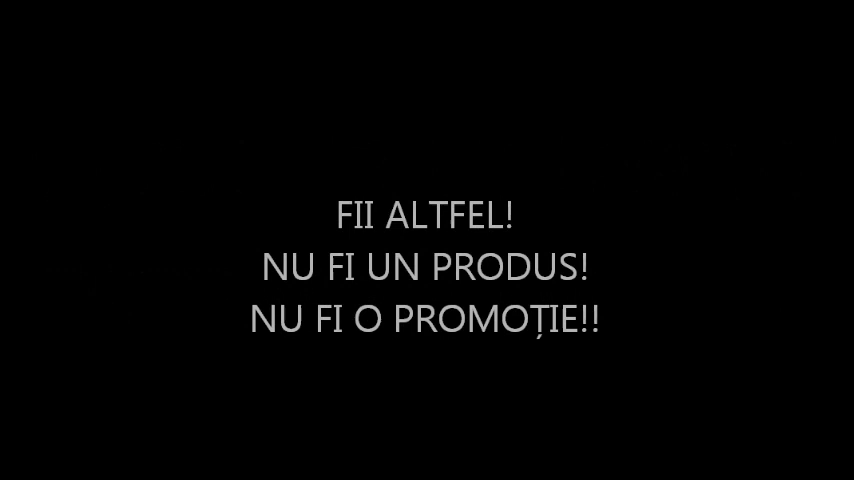 FII ALTFEL!
NU FI UN PRODUS!
NU FI O PROMOȚIE!!